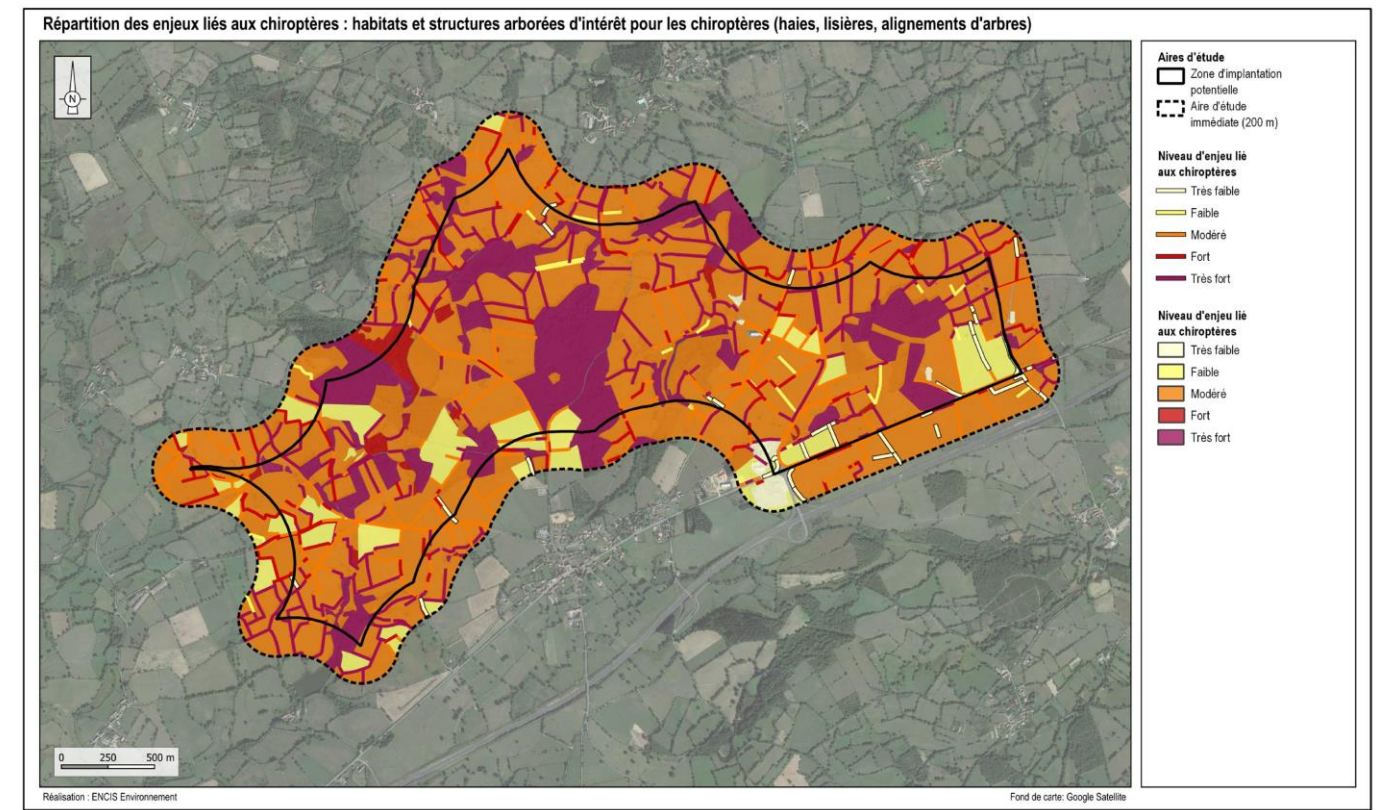 Répartition des enjeux liés aux chiroptères : habitats et structures arborées d'intérêt pour les chiroptères (haies, lisières, alignements d'arbres)
N
Aires d'étude
Zone d'implantation
potentielle
Aire d'étude
immédiate (200 m)
Niveau d'enjeu lié
aux chiroptères
Très faible
Faible
Modéré
Fort
Très fort
Niveau d'enjeu lié
aux chiroptères
Très faible
Faible
Modéré
Fort
Très fort
0 250 500 m
Réalisation : ENCIS Environnement
Fond de carte: Google Satellite